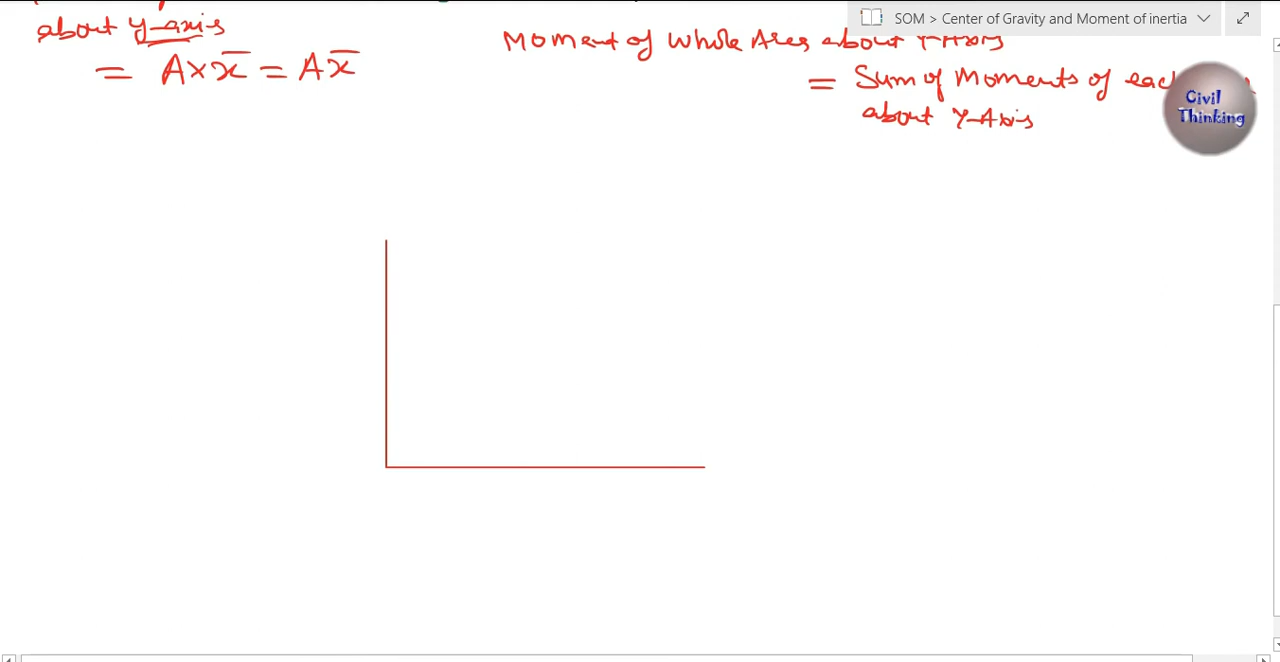 about Y-axis
= A × x̅ = A x̅
SOM > Center of Gravity and Moment of inertia
Moment of Whole Area about Y-Axis
= Sum of Moments of each
about Y-Axis
Civil
Thinking